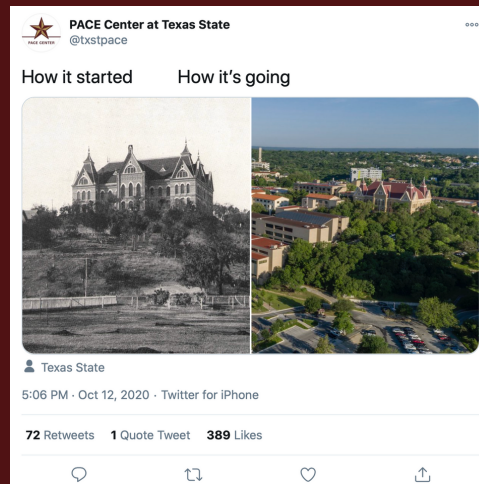 PACE Center at Texas State
@txstpace
PACE CENTER
How it started How it's going
Texas State
5:06 PM · Oct 12, 2020 · Twitter for iPhone
72 Retweets 1 Quote Tweet 389 Likes